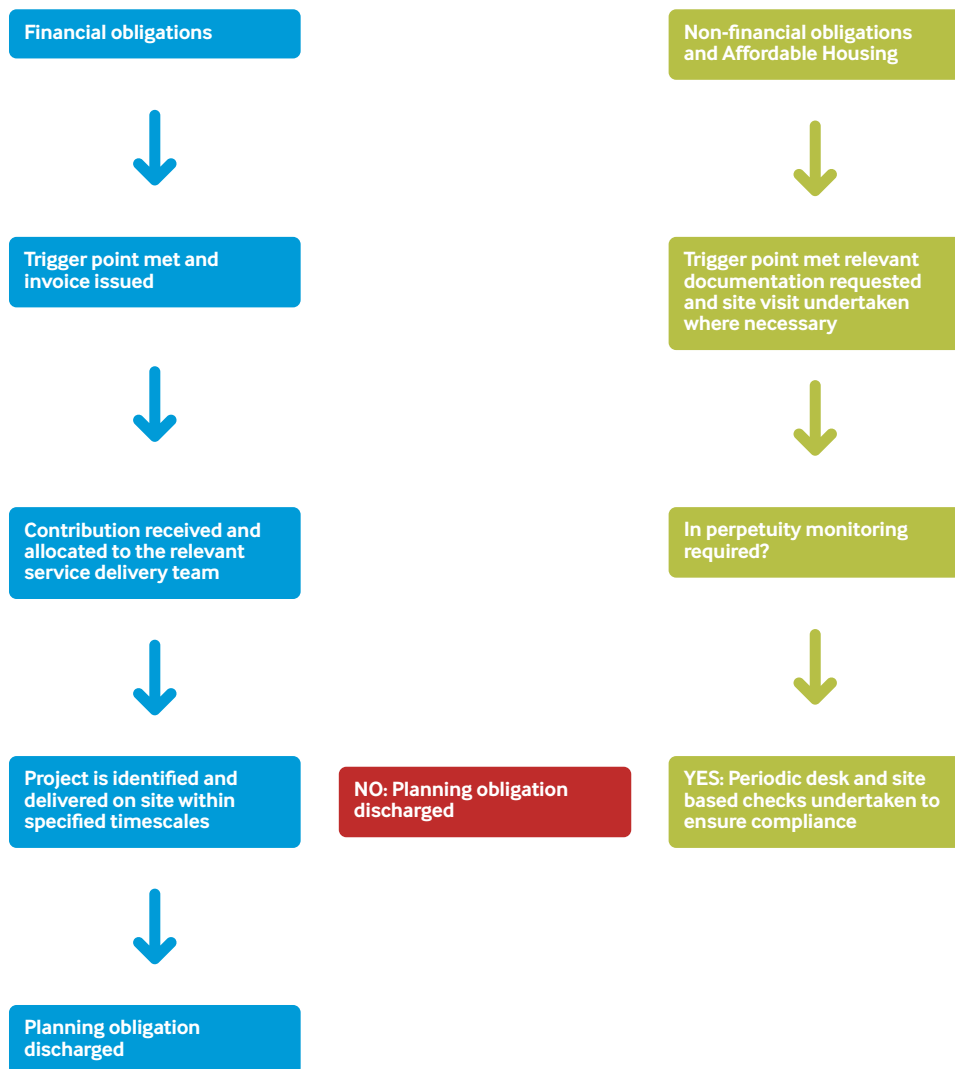 Financial obligations
Trigger point met and
invoice issued
Contribution received and
allocated to the relevant
service delivery team
Project is identified and
delivered on site within
specified timescales
Planning obligation
discharged
NO: Planning obligation
discharged
Non-financial obligations
and Affordable Housing
Trigger point met relevant
documentation requested
and site visit undertaken
where necessary
In perpetuity monitoring
required?
YES: Periodic desk and site
based checks undertaken to
ensure compliance